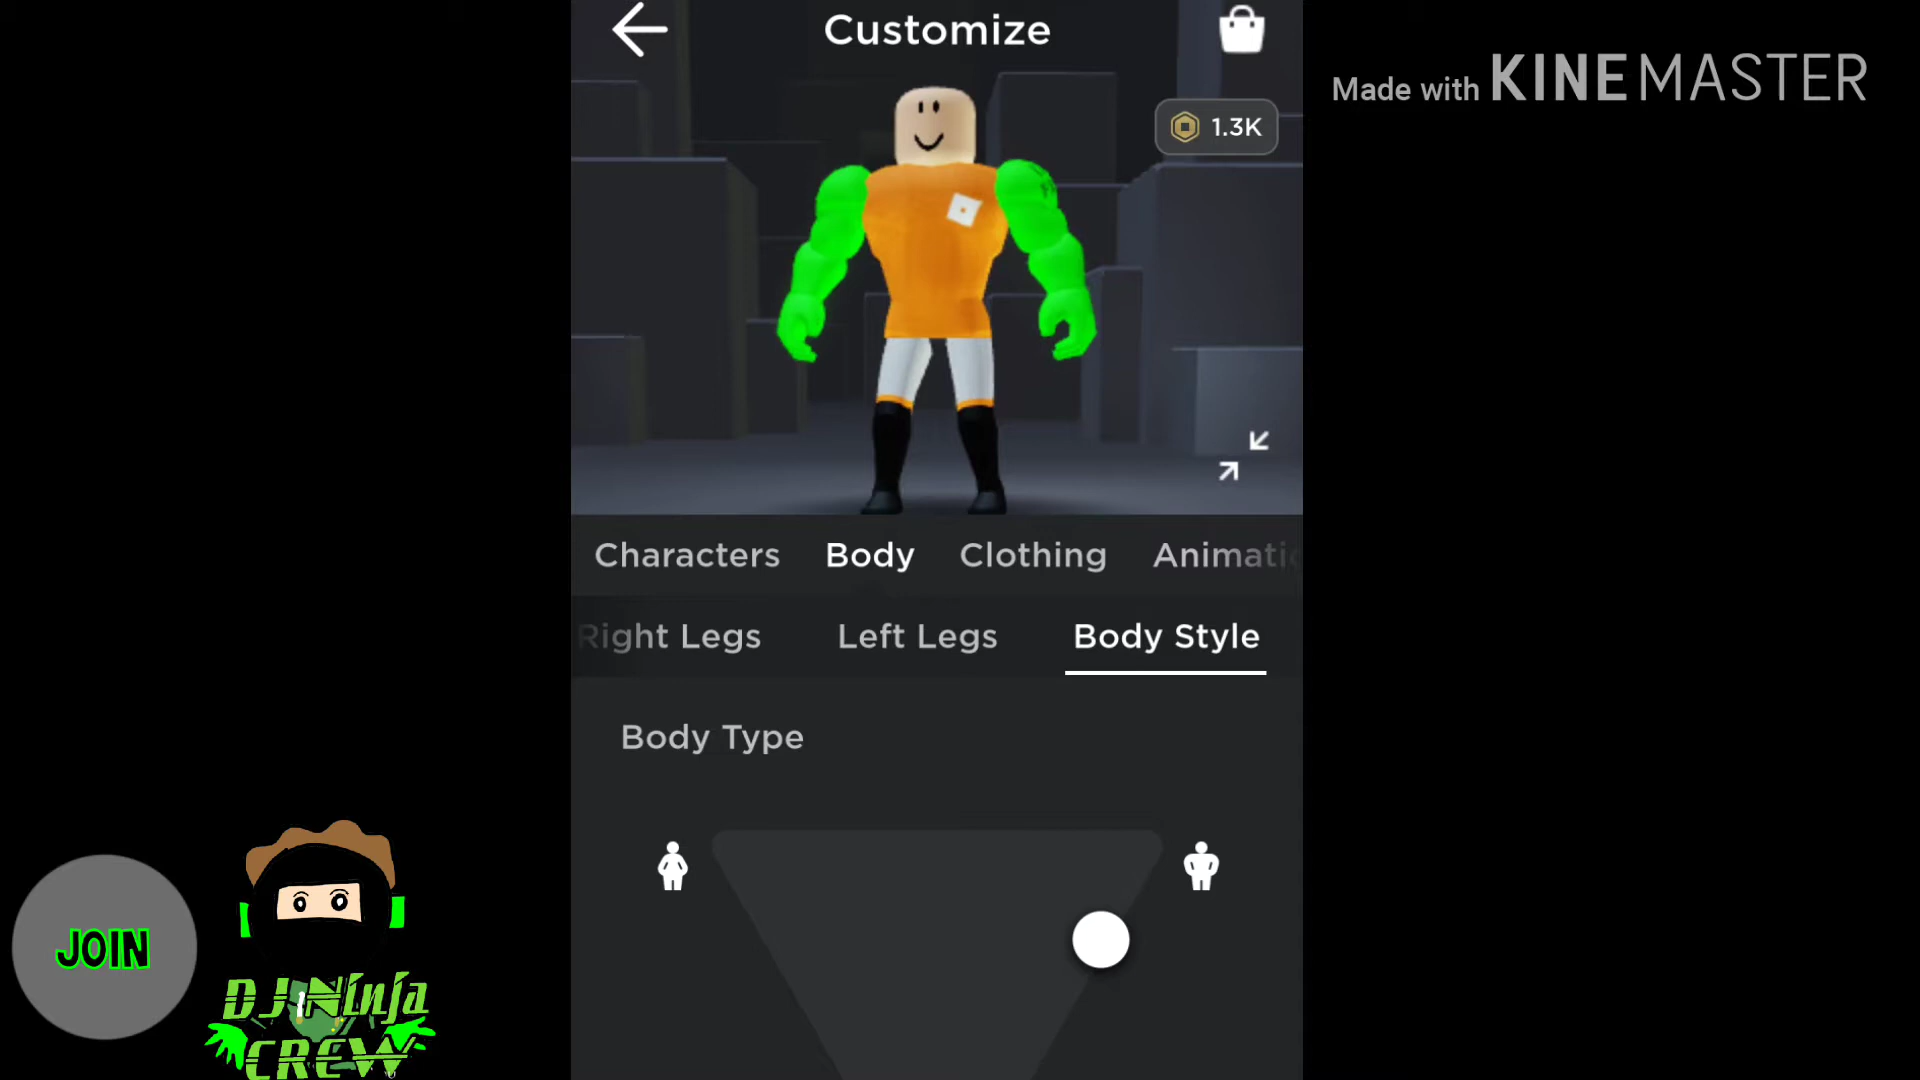 Customize
Made with KINEMASTER
1.3K
Characters Body Clothing Animati
Right Legs Left Legs Body Style
Body Type
JOIN
DJ Ninja
CREW